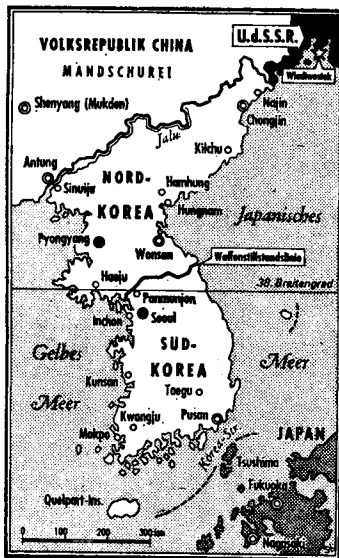 U.d.S.S.R.
VOLKSREPUBLIK CHINA
MANDSCHUREI
Wladiwostok
Shenyang (Mukden)
Najin
Chongjin
Jalu
Kilchu
Antung
Sinuiju
NORD-
KOREA
Hamhung
Hungnam
Japanisches
Pyongyang
Wonsan
Waffenstillstandslinie
Haeju
38. Breitengrad
Panmunjon
Inchon
Seoul
SÜD-
KOREA
Gelbes
Meer
Meer
Kunsan
Taegu
Kwangju
Pusan
Mokpo
Korea-Str.
JAPAN
Tsushima
Quelpart-Ins.
Fukuoka
0 100 200 300 km
Nagasaki